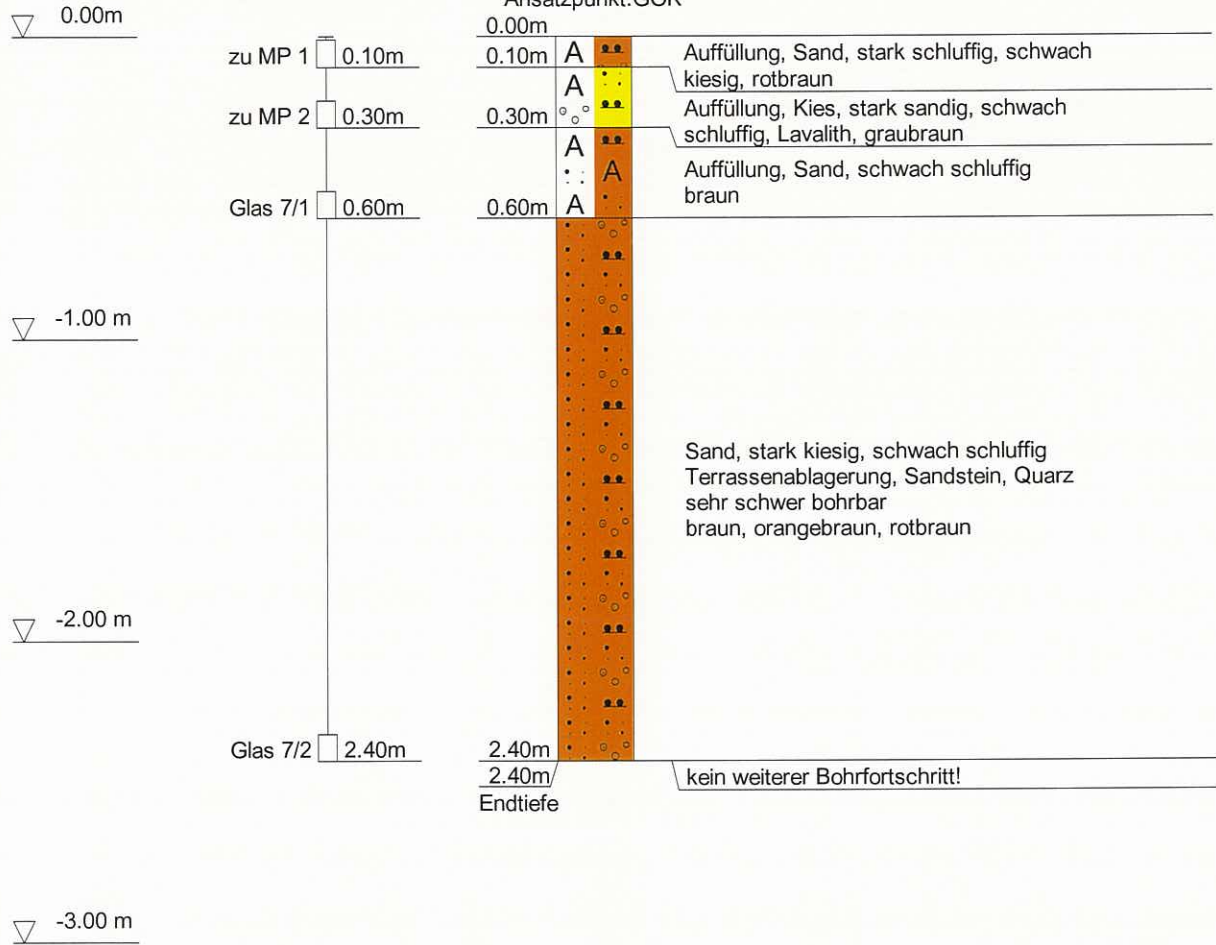 Ansatzpunkt:GOK
0.00m
0.00m
zu MP 1 0.10m
0.10m A
Auffüllung, Sand, stark schluffig, schwach
kiesig, rotbraun
A
zu MP 2 0.30m
0.30m
Auffüllung, Kies, stark sandig, schwach
schluffig, Lavalith, graubraun
A
A
Auffüllung, Sand, schwach schluffig
braun
Glas 7/1 0.60m
0.60m A
-1.00 m
Sand, stark kiesig, schwach schluffig
Terrassenablagerung, Sandstein, Quarz
sehr schwer bohrbar
braun, orangebraun, rotbraun
-2.00 m
Glas 7/2 2.40m
2.40m
2.40m
kein weiterer Bohrfortschritt!
Endtiefe
-3.00 m